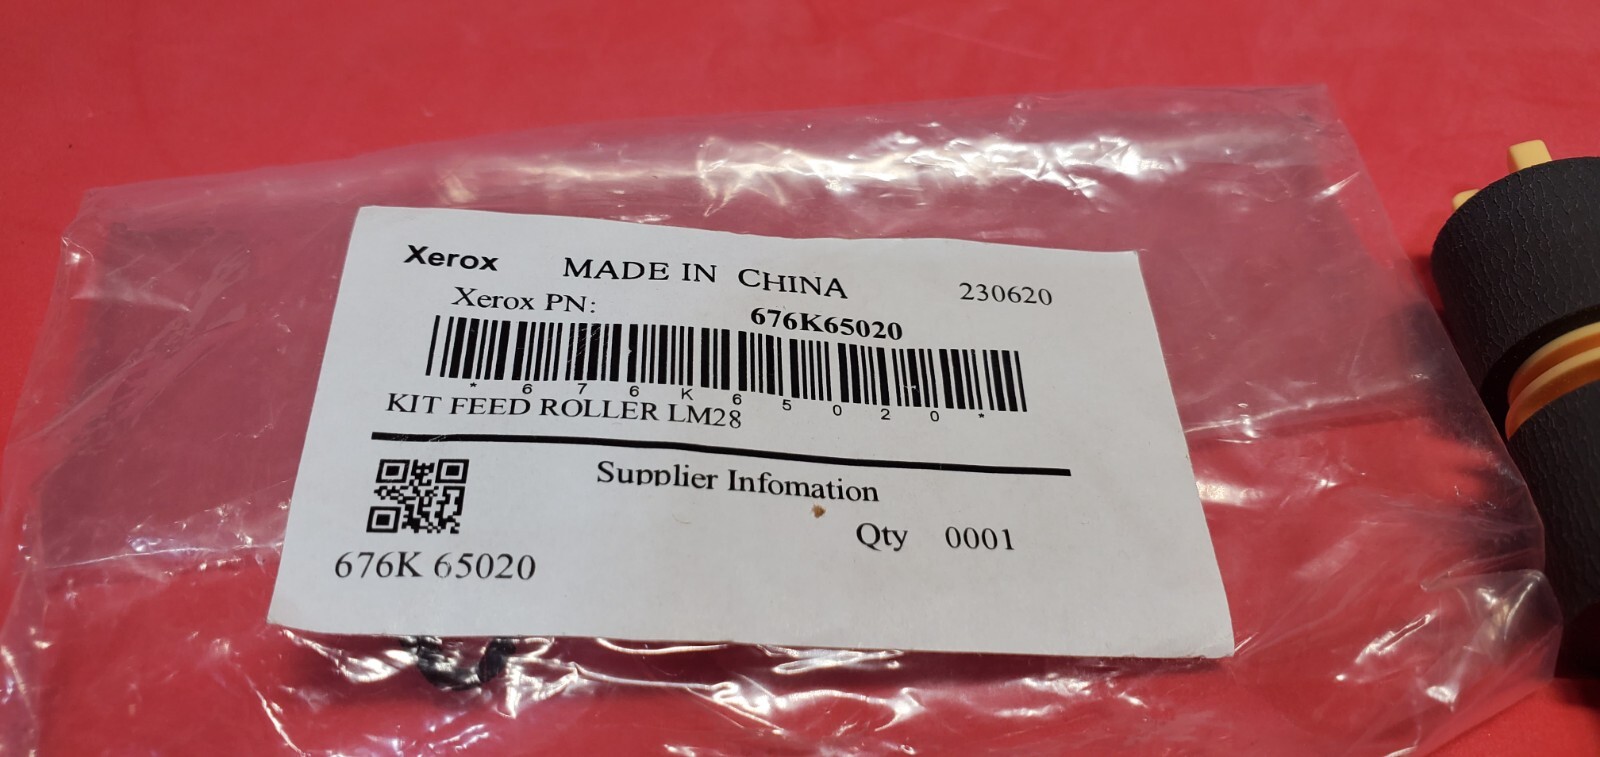 Xerox MADE IN CHINA 230620
Xerox PN: 676K65020
*676K65020*
KIT FEED ROLLER LM28
Supplier Infomation
Qty 0001
676K 65020